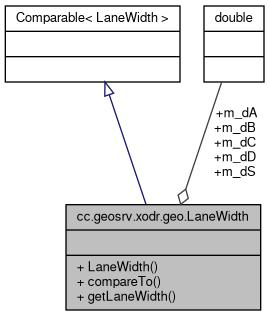 Comparable< LaneWidth >
double
+m_dA
+m_dB
+m_dC
+m_dD
+m_dS
cc.geosrv.xodr.geo.LaneWidth
+ LaneWidth()
+ compareTo()
+ getLaneWidth()